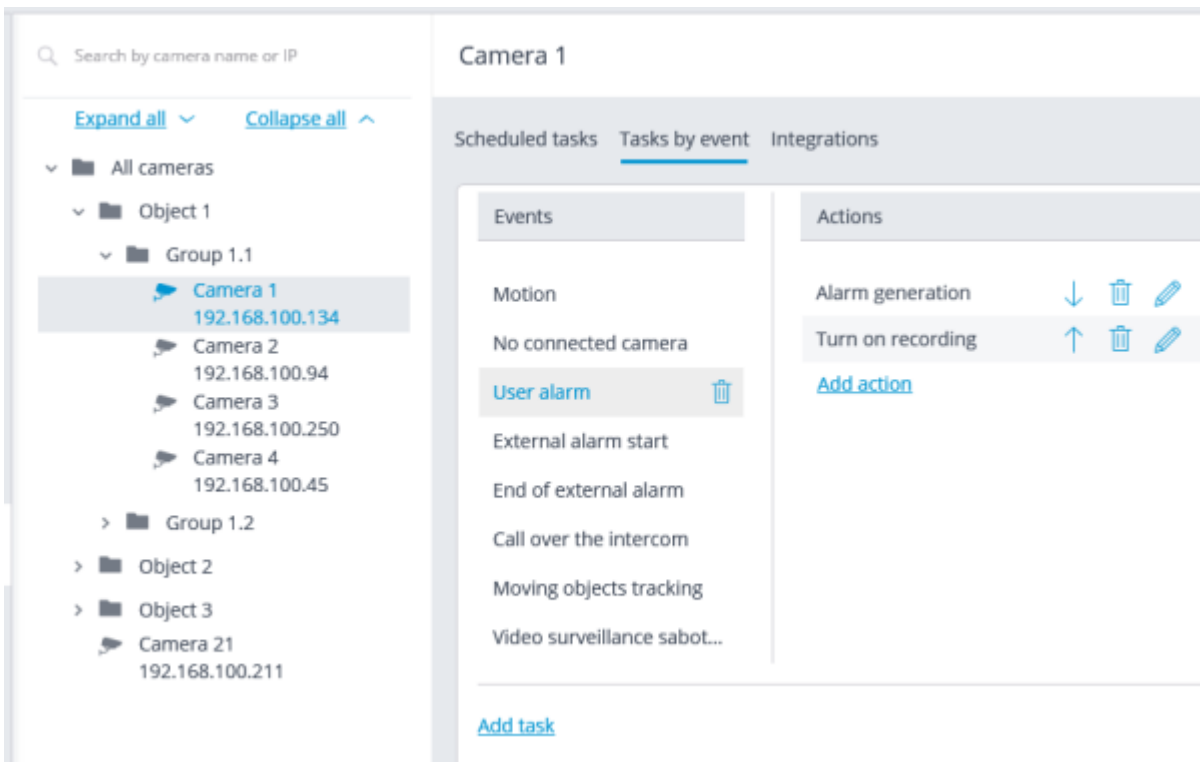 Search by camera name or IP
Expand all
Collapse all
All cameras
Object 1
Group 1.1
Camera 1
192.168.100.134
Camera 2
192.168.100.94
Camera 3
192.168.100.250
Camera 4
192.168.100.45
Group 1.2
Object 2
Object 3
Camera 21
192.168.100.211
Camera 1
Scheduled tasks
Tasks by event
Integrations
Events
Motion
No connected camera
User alarm
External alarm start
End of external alarm
Call over the intercom
Moving objects tracking
Video surveillance sabot...
Actions
Alarm generation
Turn on recording
Add action
Add task